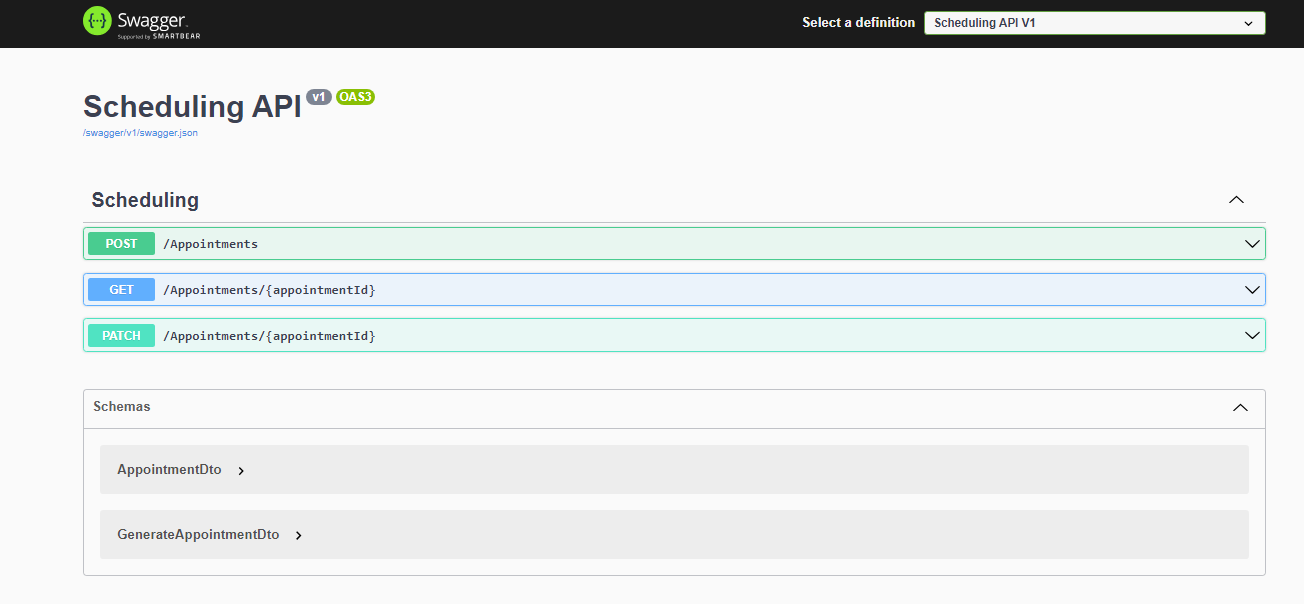 Swagger.
Supported by SMARTBEAR
Select a definition
Scheduling API V1
Scheduling API v1 OAS3
/swagger/v1/swagger.json
Scheduling
POST /Appointments
GET /Appointments/{appointmentId}
PATCH /Appointments/{appointmentId}
Schemas
AppointmentDto
GenerateAppointmentDto